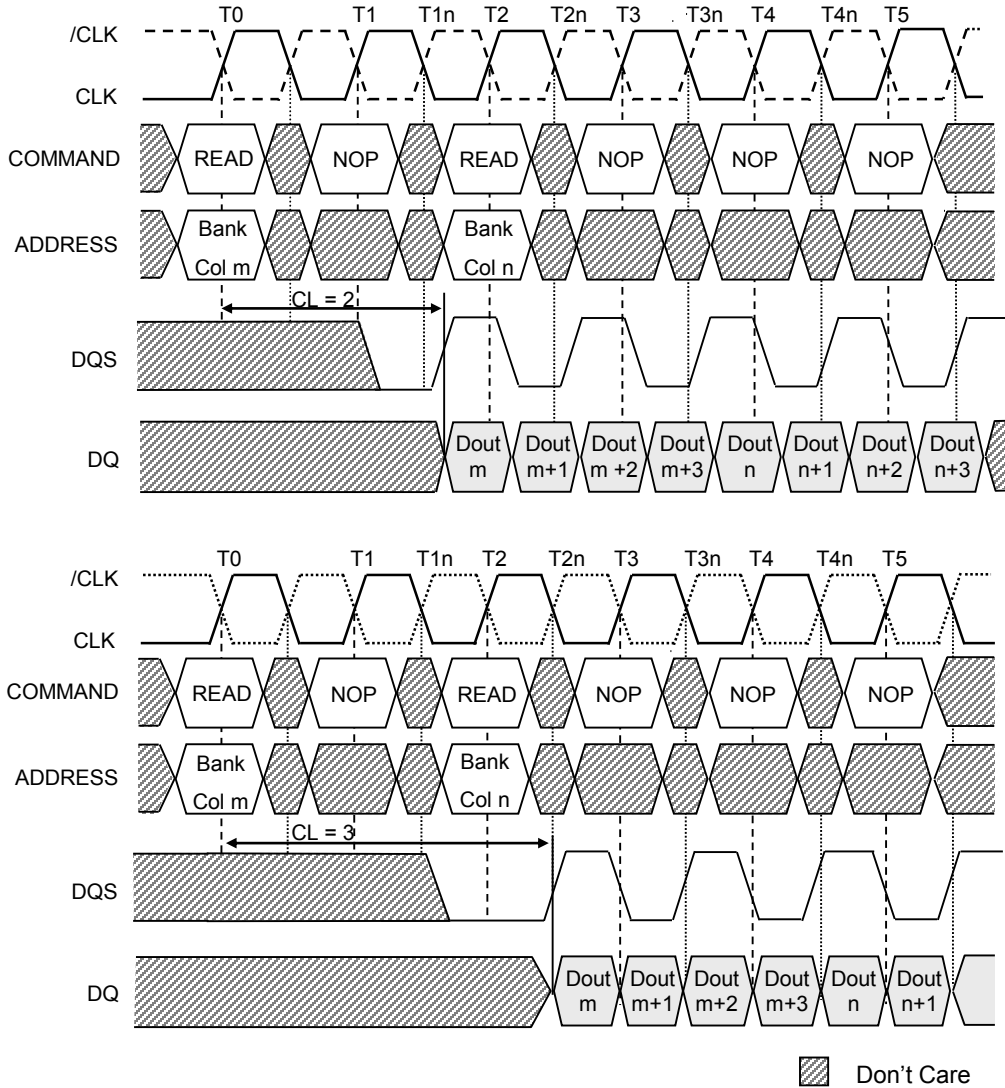 T0 T1 T1n T2 T2n T3 T3n T4 T4n T5
/CLK
CLK
COMMAND READ NOP READ NOP NOP NOP
ADDRESS Bank Col m Bank Col n
CL = 2
DQS
DQ Dout m Dout m+1 Dout m +2 Dout m+3 Dout n Dout n+1 Dout n+2 Dout n+3
T0 T1 T1n T2 T2n T3 T3n T4 T4n T5
/CLK
CLK
COMMAND READ NOP READ NOP NOP NOP
ADDRESS Bank Col m Bank Col n
CL = 3
DQS
DQ Dout m Dout m+1 Dout m+2 Dout m+3 Dout n Dout n+1
Don't Care